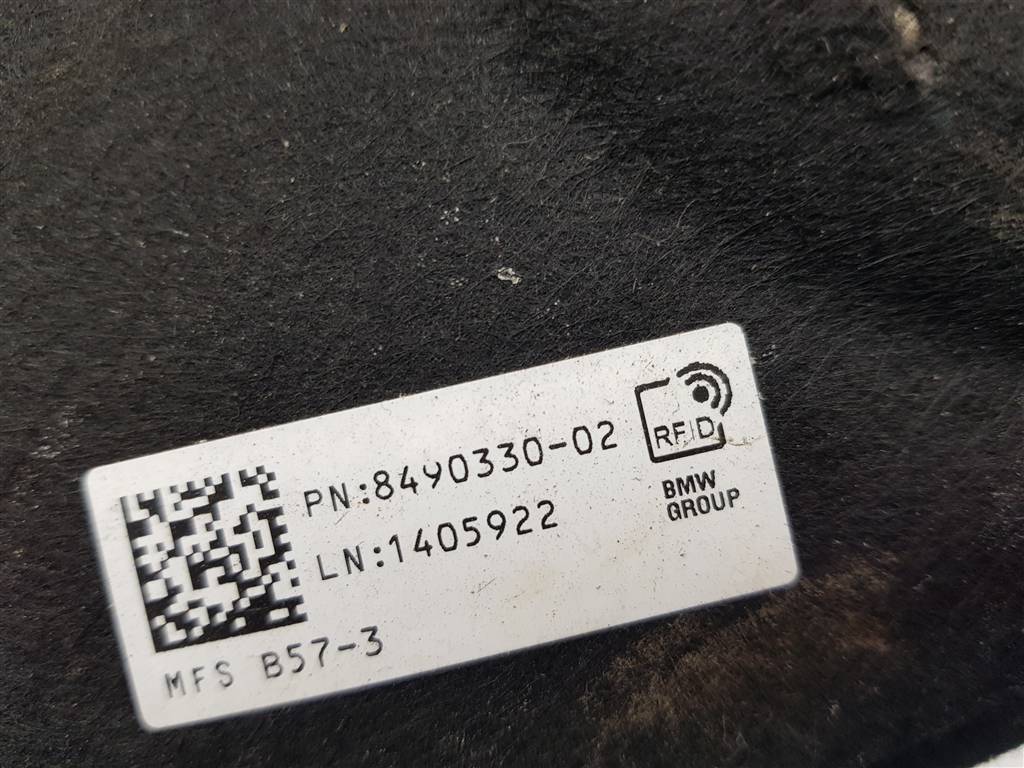 PN:8490330-02
LN:1405922
MFS B57-3
RFID
BMW
GROUP